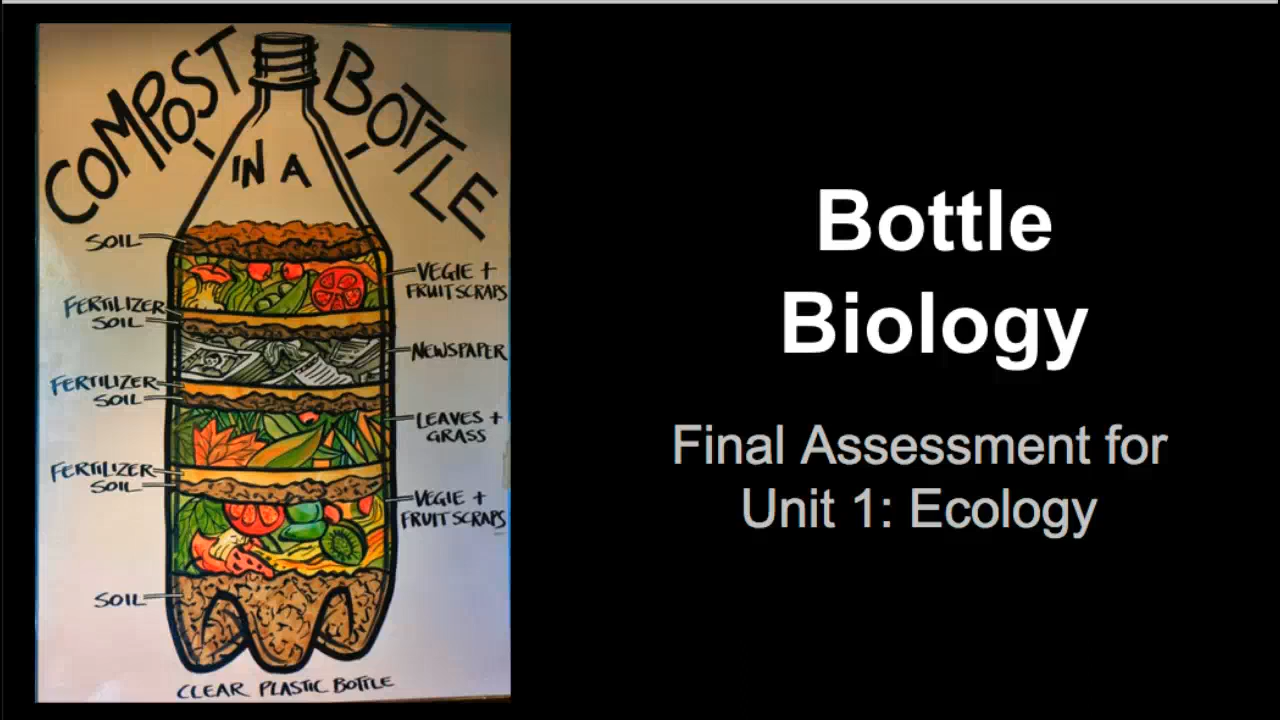 COMPOST
IN A
BOTTLE
SOIL
VEGIE +
FRUIT SCRAPS
FERTILIZER
SOIL
NEWSPAPER
FERTILIZER
SOIL
LEAVES +
GRASS
FERTILIZER
SOIL
VEGIE +
FRUIT SCRAPS
SOIL
CLEAR PLASTIC BOTTLE
Bottle
Biology
Final Assessment for
Unit 1: Ecology